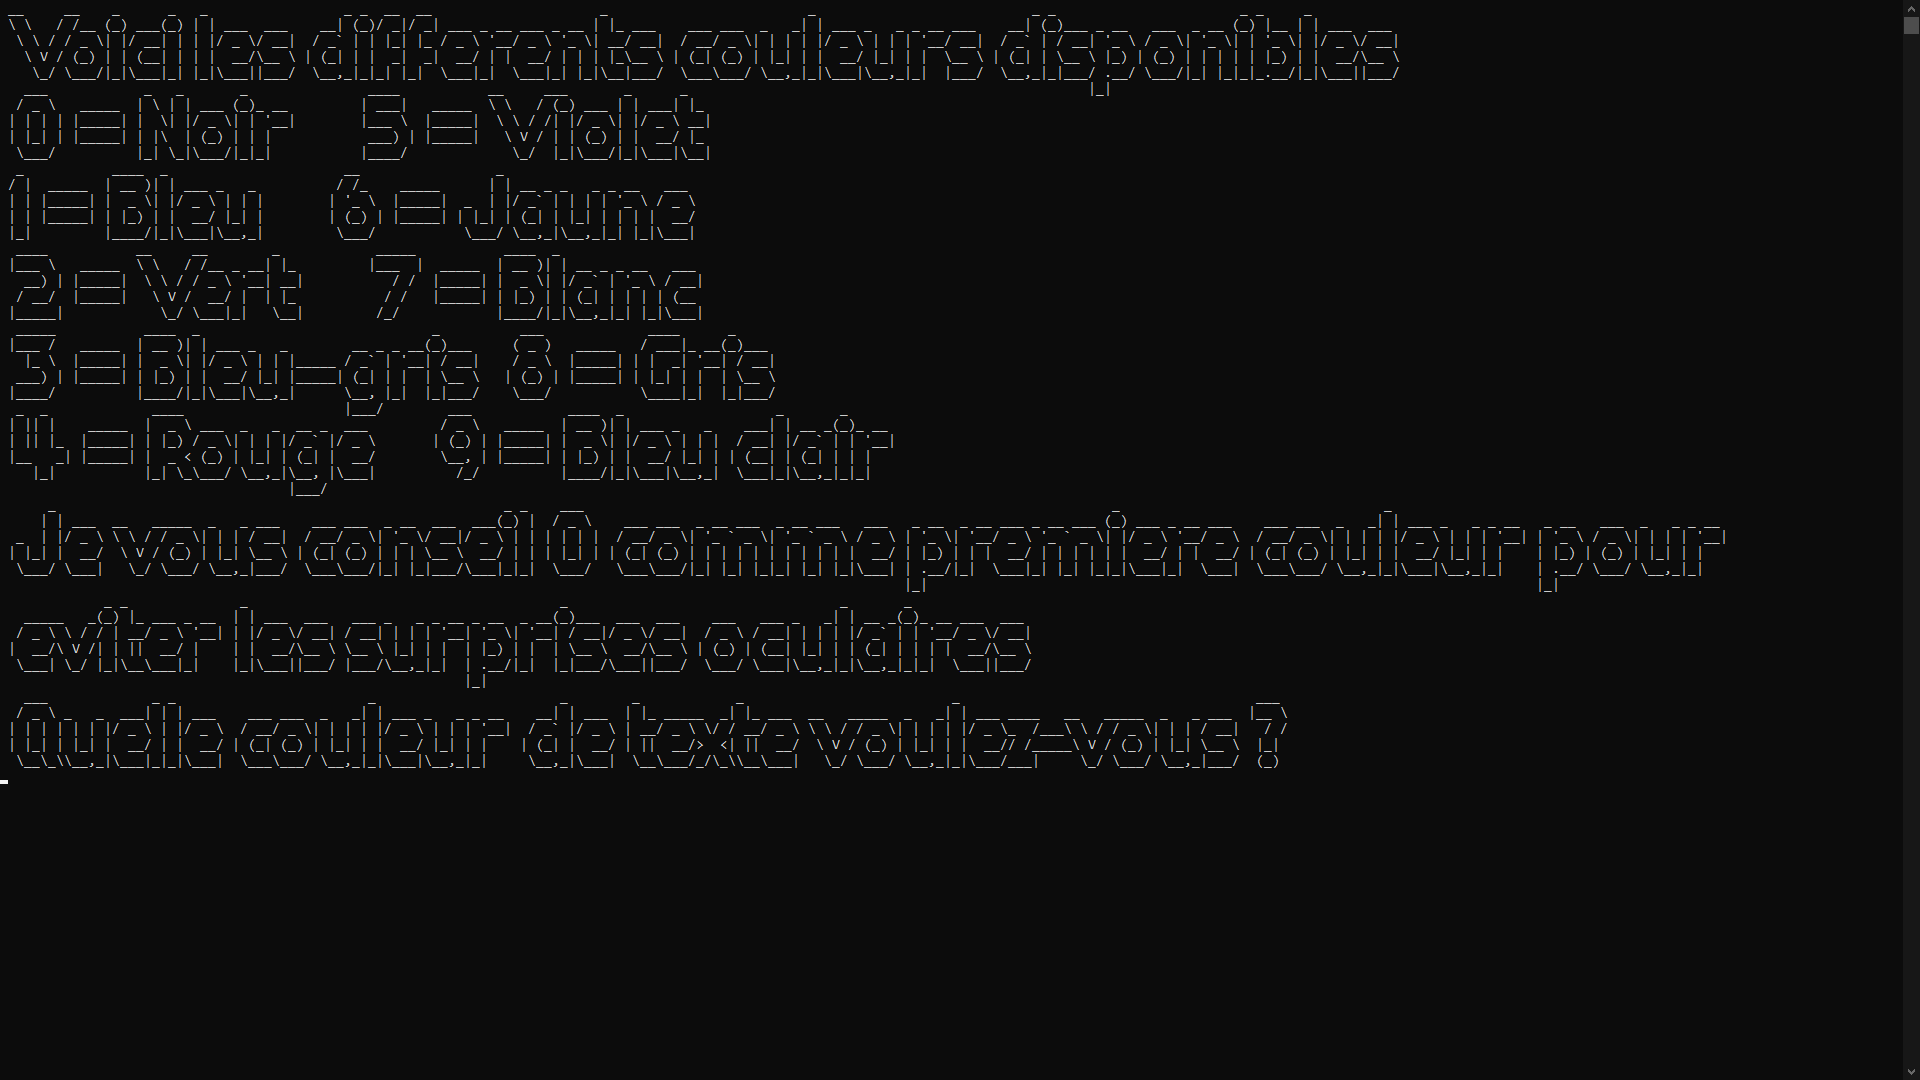 Voici les differents couleurs disponibles
0 = Noir 5 = Violet
1 = Bleu 6 = Jaune
2 = Vert 7 = Blanc
3 = Bleu-gris 8 = Gris
4 = Rouge 9 = Bleu clair
Je vous conseil 0 comme premiere couleur pour
eviter les surprises oculaires
Quelle couleur de texte voulez-vous ?